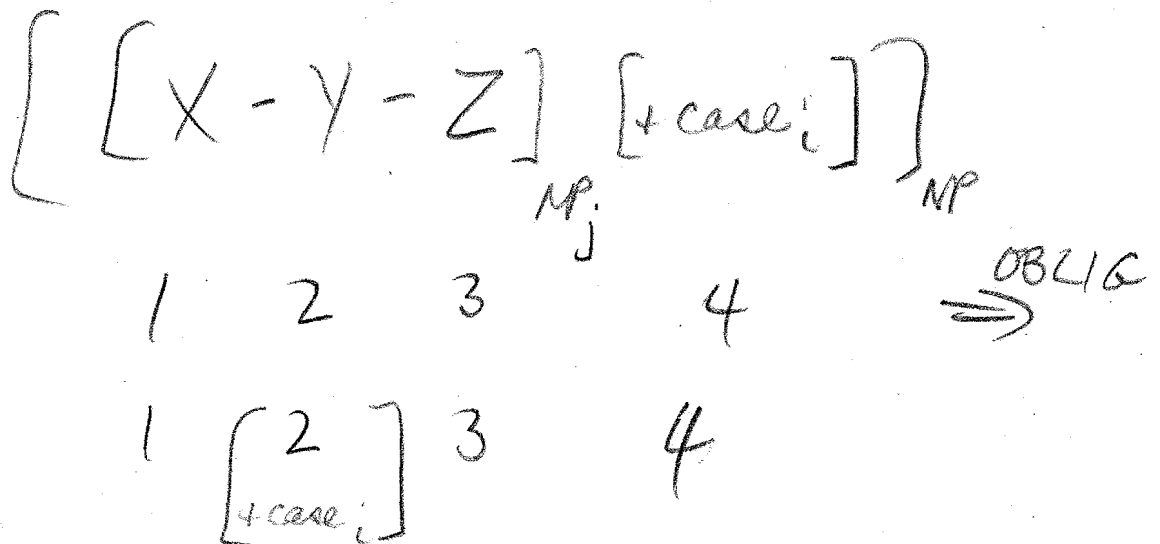 [ [ X - Y - Z ]NPj [+case i] ]NP
1 2 3 4 ⇒ OBLIG
1 [ 2 +case i ] 3 4